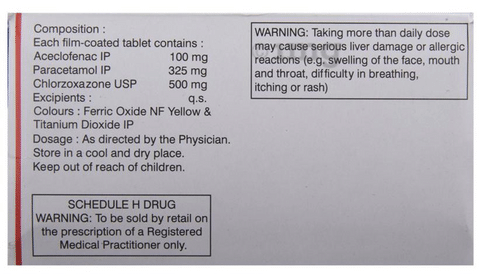 Composition :
Each film-coated tablet contains :
Aceclofenac IP 100 mg
Paracetamol IP 325 mg
Chlorzoxazone USP 500 mg
Excipients : q.s.
Colours : Ferric Oxide NF Yellow &
Titanium Dioxide IP
Dosage : As directed by the Physician.
Store in a cool and dry place.
Keep out of reach of children.
SCHEDULE H DRUG
WARNING: To be sold by retail on
the prescription of a Registered
Medical Practitioner only.
WARNING: Taking more than daily dose
may cause serious liver damage or allergic
reactions (e.g. swelling of the face, mouth
and throat, difficulty in breathing,
itching or rash)